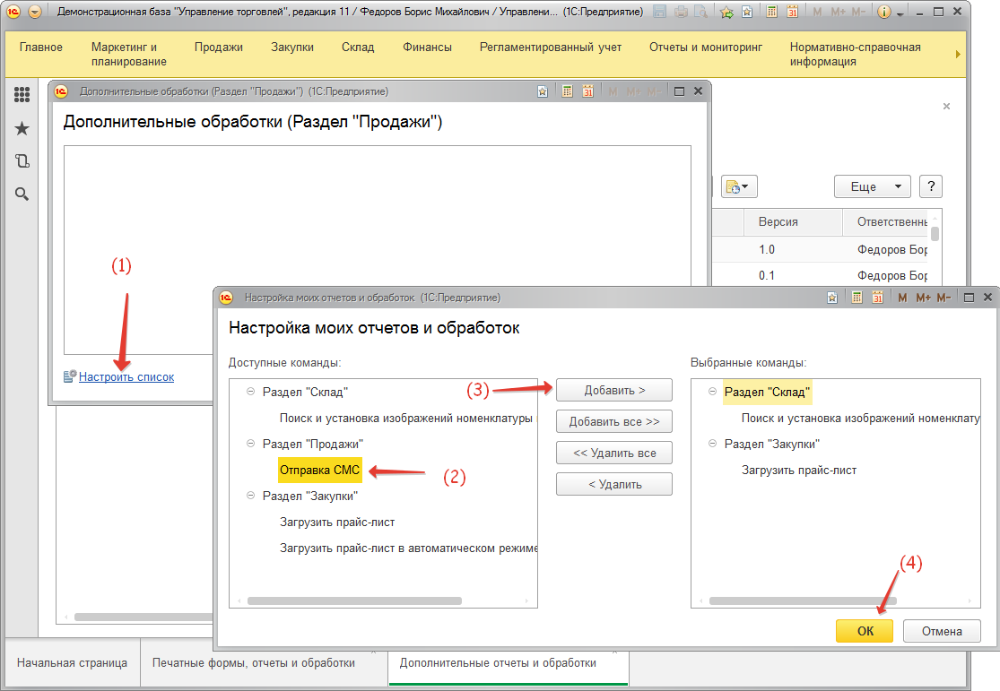 Демонстрационная база "Управление торговлей", редакция 11 / Федоров Борис Михайлович / Управлени... (1С:Предприятие)
M M+ M-
Главное
Маркетинг и
планирование
Продажи
Закупки
Склад
Финансы
Регламентированный учет
Отчеты и мониторинг
Нормативно-справочная
информация
Дополнительные обработки (Раздел "Продажи") (1С:Предприятие)
M M+ M-
Дополнительные обработки (Раздел "Продажи")
(1)
Настроить список
Еще
?
Версия
Ответственнь
1.0
Федоров Бор
0.1
Федоров Бор
Настройка моих отчетов и обработок (1С:Предприятие)
M M+ M-
Настройка моих отчетов и обработок
Доступные команды:
Раздел "Склад"
Поиск и установка изображений номенклатуры
Раздел "Продажи"
Отправка СМС
(2)
Раздел "Закупки"
Загрузить прайс-лист
Загрузить прайс-лист в автоматическом режиме
(3)
Добавить >
Добавить все >>
<< Удалить все
< Удалить
Выбранные команды:
Раздел "Склад"
Поиск и установка изображений номенклату
Раздел "Закупки"
Загрузить прайс-лист
(4)
ОК
Отмена
Начальная страница
Печатные формы, отчеты и обработки
Дополнительные отчеты и обработки